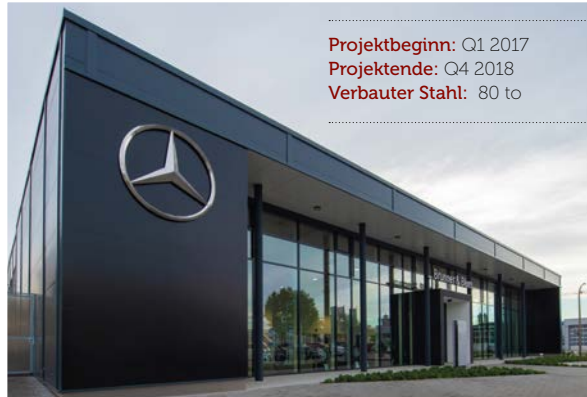 Projektbeginn: Q1 2017
Projektende: Q4 2018
Verbauter Stahl: 80 to